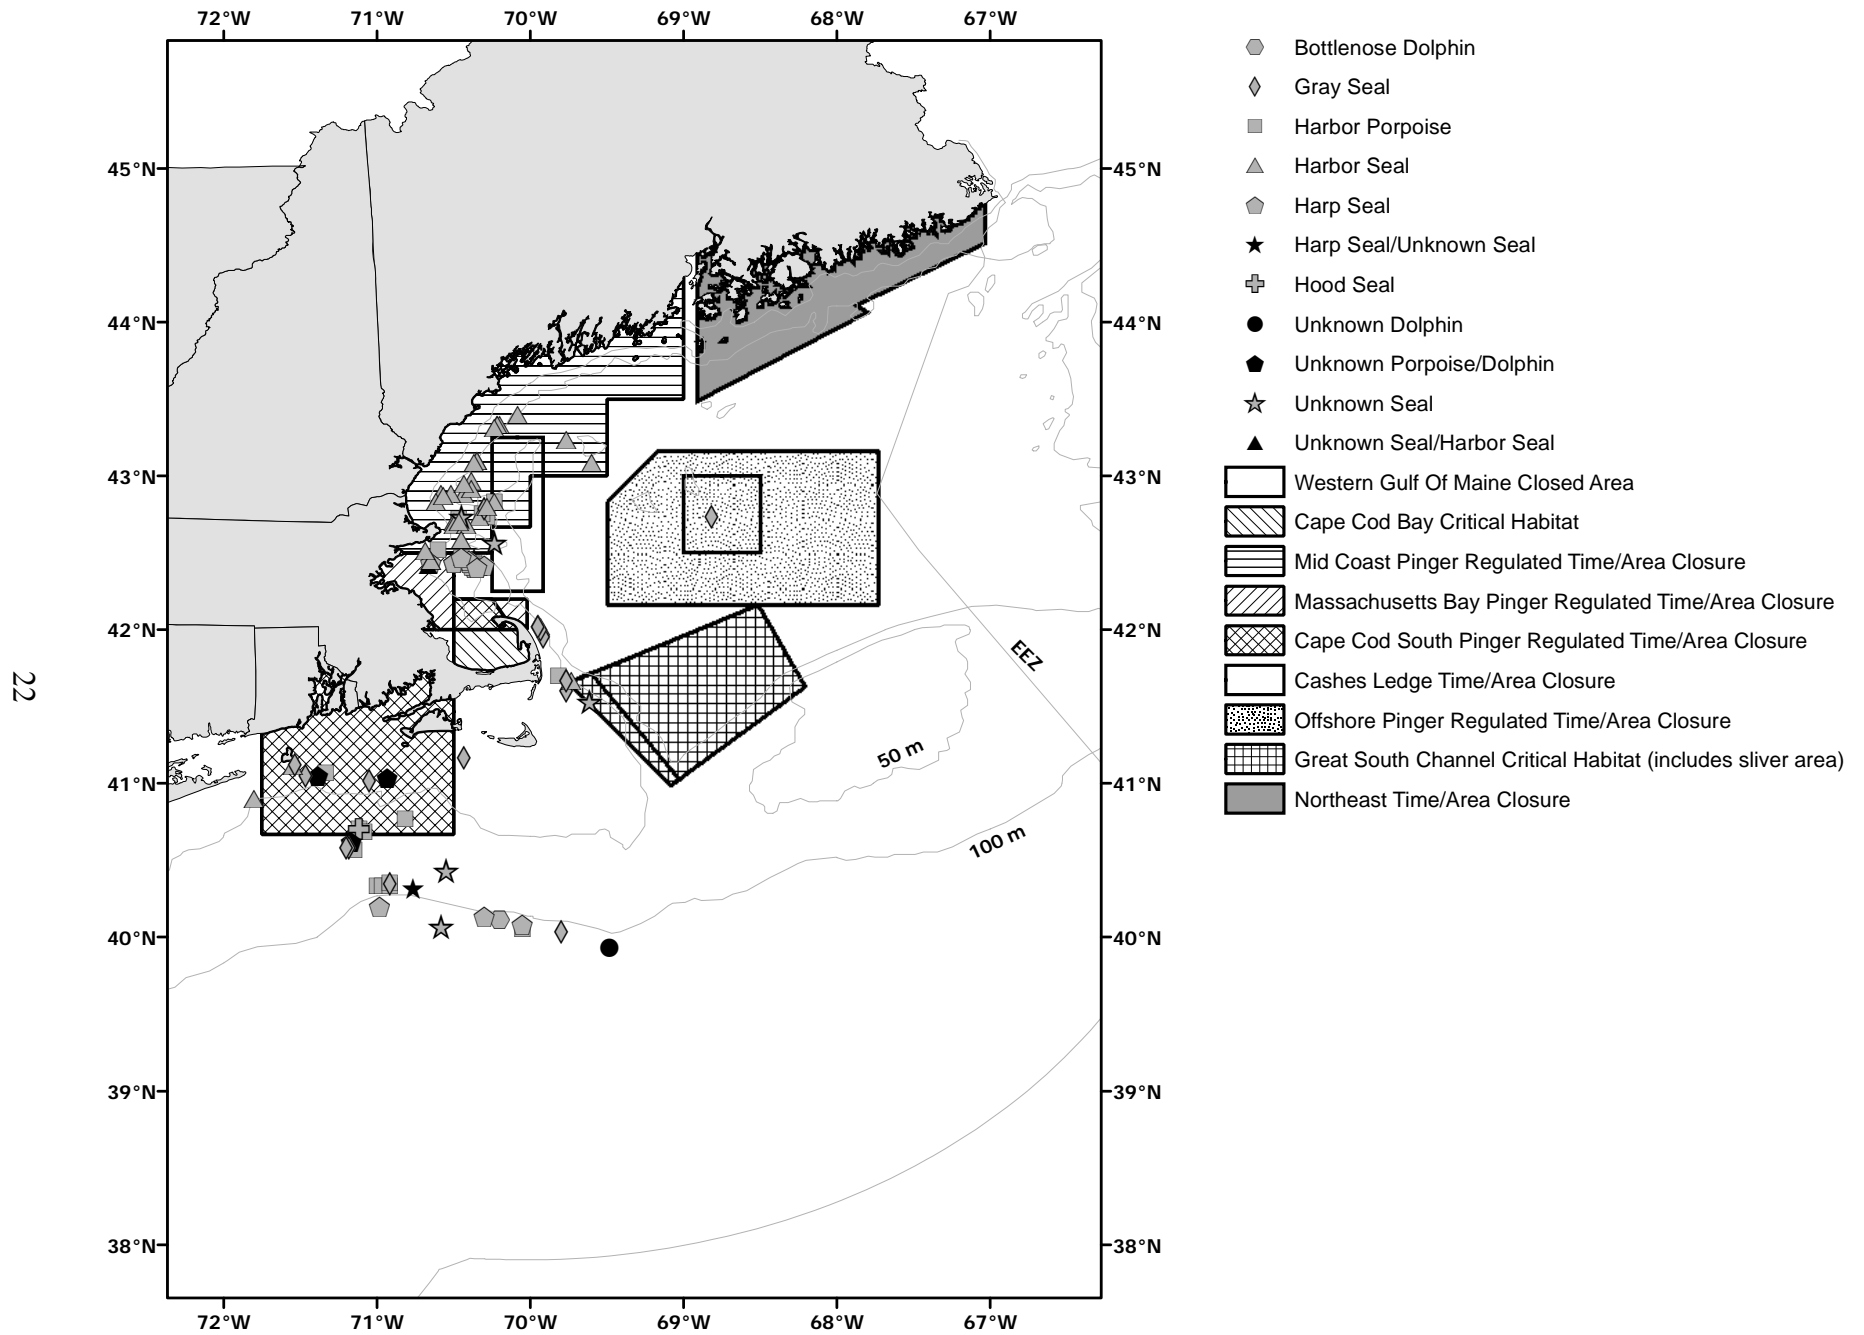 72°W 71°W 70°W 69°W 68°W 67°W
45°N 45°N
44°N 44°N
43°N 43°N
42°N 42°N
41°N 41°N
40°N 40°N
39°N 39°N
38°N 38°N
72°W 71°W 70°W 69°W 68°W 67°W
EEZ
50 m
100 m
Bottlenose Dolphin
Gray Seal
Harbor Porpoise
Harbor Seal
Harp Seal
Harp Seal/Unknown Seal
Hood Seal
Unknown Dolphin
Unknown Porpoise/Dolphin
Unknown Seal
Unknown Seal/Harbor Seal
Western Gulf Of Maine Closed Area
Cape Cod Bay Critical Habitat
Mid Coast Pinger Regulated Time/Area Closure
Massachusetts Bay Pinger Regulated Time/Area Closure
Cape Cod South Pinger Regulated Time/Area Closure
Cashes Ledge Time/Area Closure
Offshore Pinger Regulated Time/Area Closure
Great South Channel Critical Habitat (includes sliver area)
Northeast Time/Area Closure
22